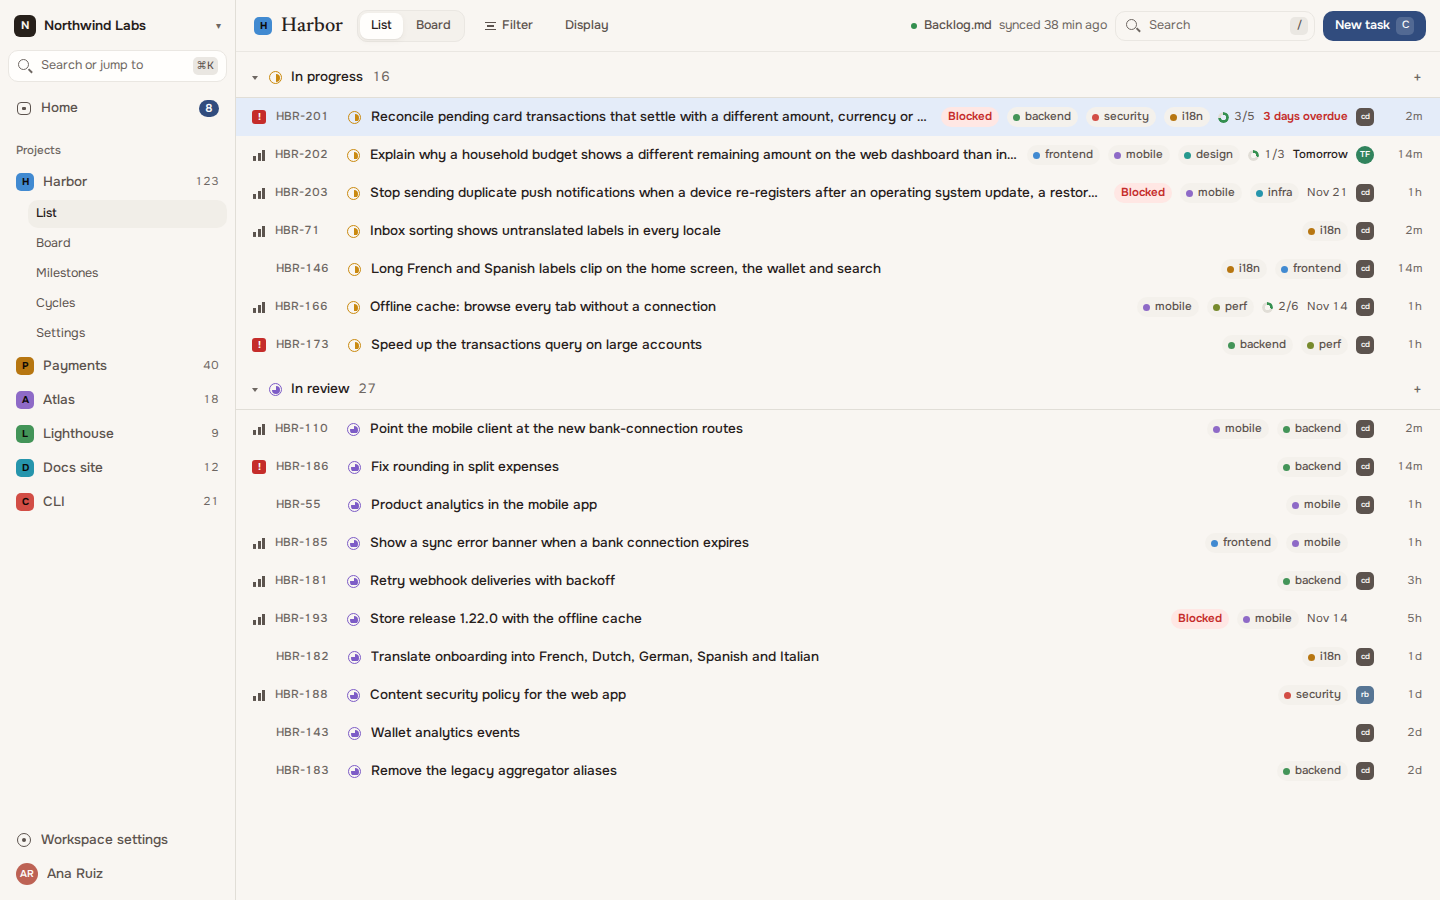 N Northwind Labs
Search or jump to ⌘K
Home 8
Projects
H Harbor 123
List
Board
Milestones
Cycles
Settings
P Payments 40
A Atlas 18
L Lighthouse 9
D Docs site 12
C CLI 21
Workspace settings
AR Ana Ruiz
H Harbor List Board Filter Display Backlog.md synced 38 min ago Search / New task C
In progress 16 +
! HBR-201 Reconcile pending card transactions that settle with a different amount, currency or ... Blocked backend security i18n 3/5 3 days overdue cd 2m
HBR-202 Explain why a household budget shows a different remaining amount on the web dashboard than in... frontend mobile design 1/3 Tomorrow TF 14m
HBR-203 Stop sending duplicate push notifications when a device re-registers after an operating system update, a restor... Blocked mobile infra Nov 21 cd 1h
HBR-71 Inbox sorting shows untranslated labels in every locale i18n cd 2m
HBR-146 Long French and Spanish labels clip on the home screen, the wallet and search i18n frontend cd 14m
HBR-166 Offline cache: browse every tab without a connection mobile perf 2/6 Nov 14 cd 1h
! HBR-173 Speed up the transactions query on large accounts backend perf cd 1h
In review 27 +
HBR-110 Point the mobile client at the new bank-connection routes mobile backend cd 2m
! HBR-186 Fix rounding in split expenses backend cd 14m
HBR-55 Product analytics in the mobile app mobile cd 1h
HBR-185 Show a sync error banner when a bank connection expires frontend mobile 1h
HBR-181 Retry webhook deliveries with backoff backend cd 3h
HBR-193 Store release 1.22.0 with the offline cache Blocked mobile Nov 14 5h
HBR-182 Translate onboarding into French, Dutch, German, Spanish and Italian i18n cd 1d
HBR-188 Content security policy for the web app security rb 1d
HBR-143 Wallet analytics events cd 2d
HBR-183 Remove the legacy aggregator aliases backend cd 2d